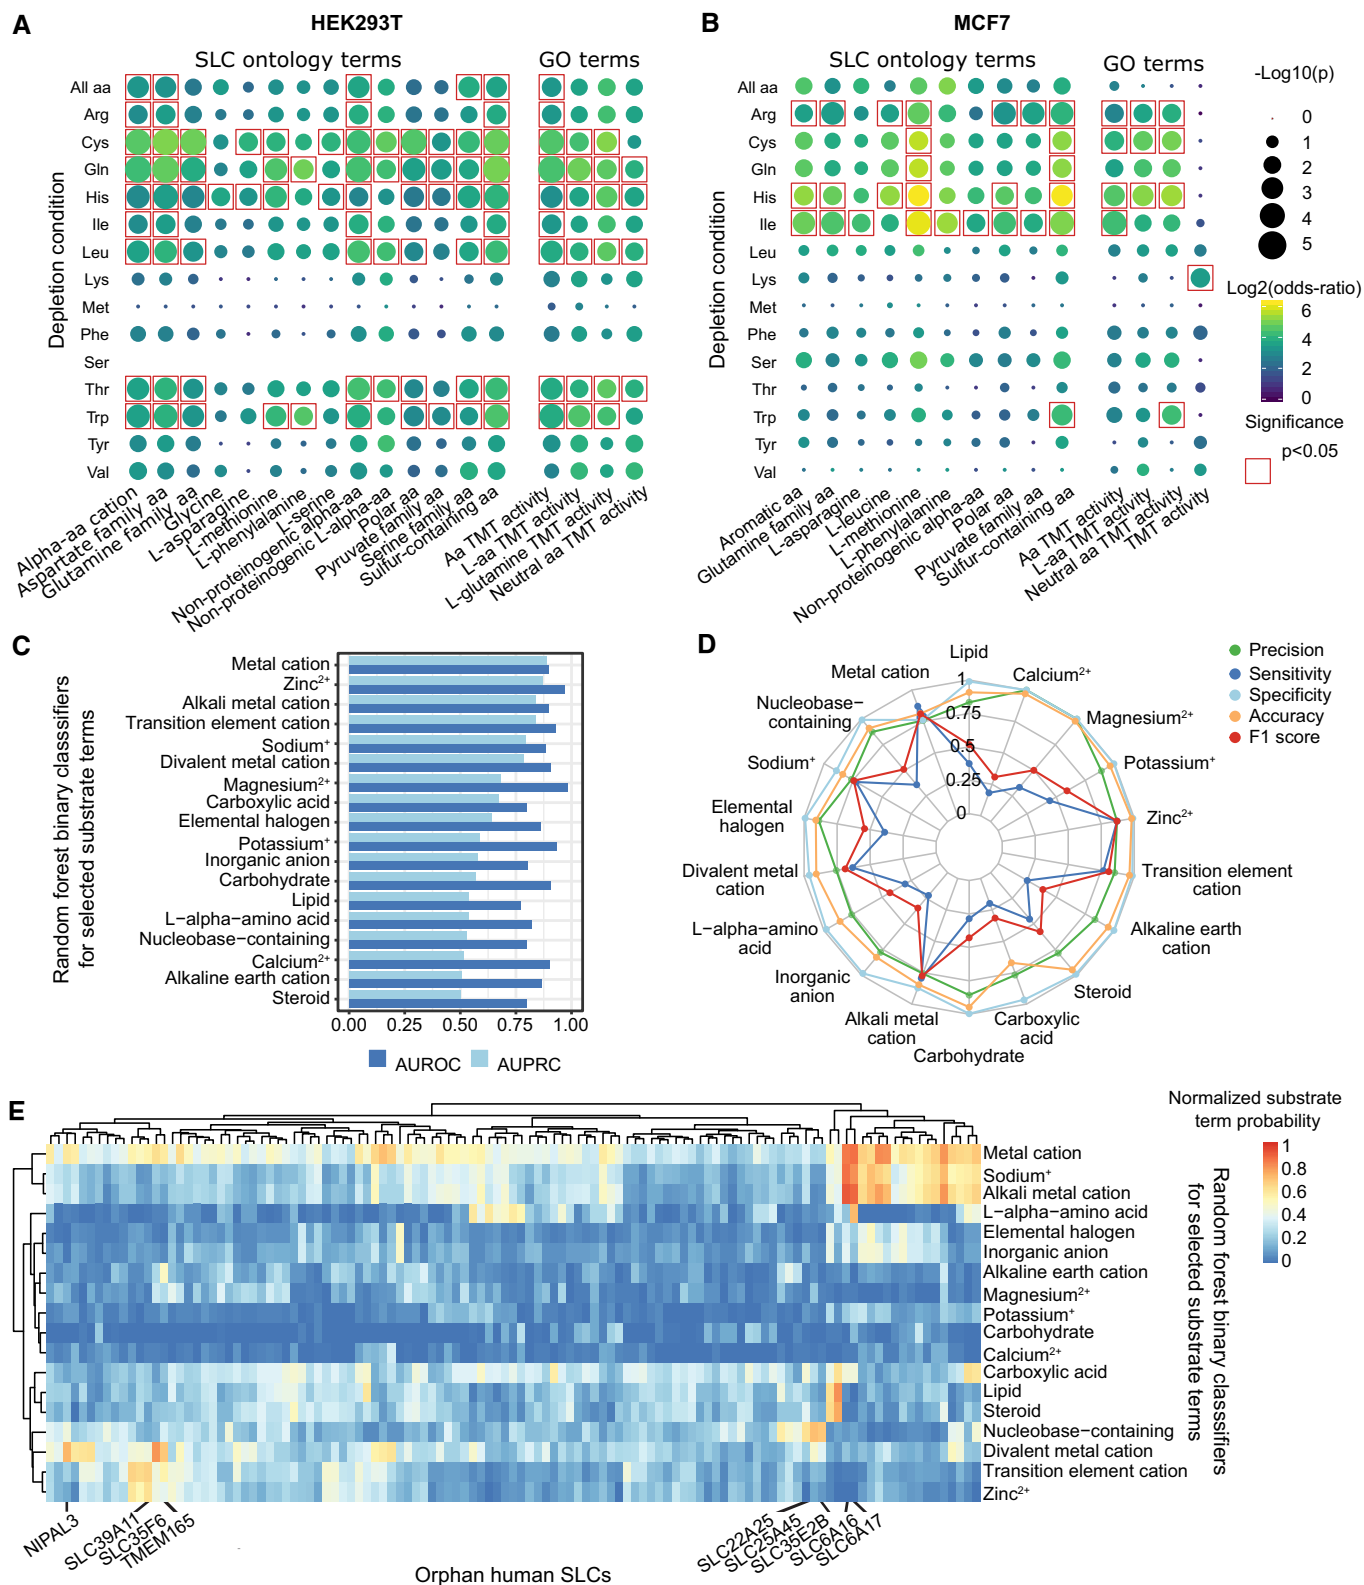 A
HEK293T
SLC ontology terms
GO terms
Depletion condition
All aa
Arg
Cys
Gln
His
Ile
Leu
Lys
Met
Phe
Ser
Thr
Trp
Tyr
Val
Alpha-aa cation
Aspartate family aa
Glutamine family aa
Glycine
L-asparagine
L-methionine
L-phenylalanine
L-serine
Non-proteinogenic alpha-aa
Non-proteinogenic L-alpha-aa
Polar aa
Pyruvate family aa
Serine family aa
Sulfur-containing aa
Aa TMT activity
L-aa TMT activity
L-glutamine TMT activity
Neutral aa TMT activity
B
MCF7
SLC ontology terms
GO terms
Depletion condition
All aa
Arg
Cys
Gln
His
Ile
Leu
Lys
Met
Phe
Ser
Thr
Trp
Tyr
Val
Aromatic aa
Glutamine family aa
L-asparagine
L-leucine
L-methionine
L-phenylalanine
Non-proteinogenic alpha-aa
Polar aa
Pyruvate family aa
Sulfur-containing aa
Aa TMT activity
L-aa TMT activity
Neutral aa TMT activity
TMT activity
-Log10(p)
0
1
2
3
4
5
Log2(odds-ratio)
6
4
2
0
Significance
p<0.05
C
Random forest binary classsifiers
for selected substrate terms
Metal cation
Zinc²⁺
Alkali metal cation
Transition element cation
Sodium⁺
Divalent metal cation
Magnesium²⁺
Carboxylic acid
Elemental halogen
Potassium⁺
Inorganic anion
Carbohydrate
Lipid
L−alpha−amino acid
Nucleobase−containing
Calcium²⁺
Alkaline earth cation
Steroid
0.00
0.25
0.50
0.75
1.00
AUROC
AUPRC
D
Lipid
Calcium²⁺
Magnesium²⁺
Potassium⁺
Zinc²⁺
Transition element
cation
Alkaline earth
cation
Steroid
Carboxylic
acid
Carbohydrate
Alkali metal
cation
Inorganic
anion
L−alpha−amino
acid
Divalent metal
cation
Elemental
halogen
Sodium⁺
Nucleobase−
containing
Metal cation
1
0.75
0.5
0.25
0
Precision
Sensitivity
Specificity
Accuracy
F1 score
E
Metal cation
Sodium⁺
Alkali metal cation
L−alpha−amino acid
Elemental halogen
Inorganic anion
Alkaline earth cation
Magnesium²⁺
Potassium⁺
Carbohydrate
Calcium²⁺
Carboxylic acid
Lipid
Steroid
Nucleobase−containing
Divalent metal cation
Transition element cation
Zinc²⁺
Random forest binary classsifiers
for selected substrate terms
Normalized substrate
term probability
1
0.8
0.6
0.4
0.2
0
NIPAL3
SLC39A11
SLC35F6
TMEM165
SLC22A25
SLC25A45
SLC35E2B
SLC6A16
SLC6A17
Orphan human SLCs